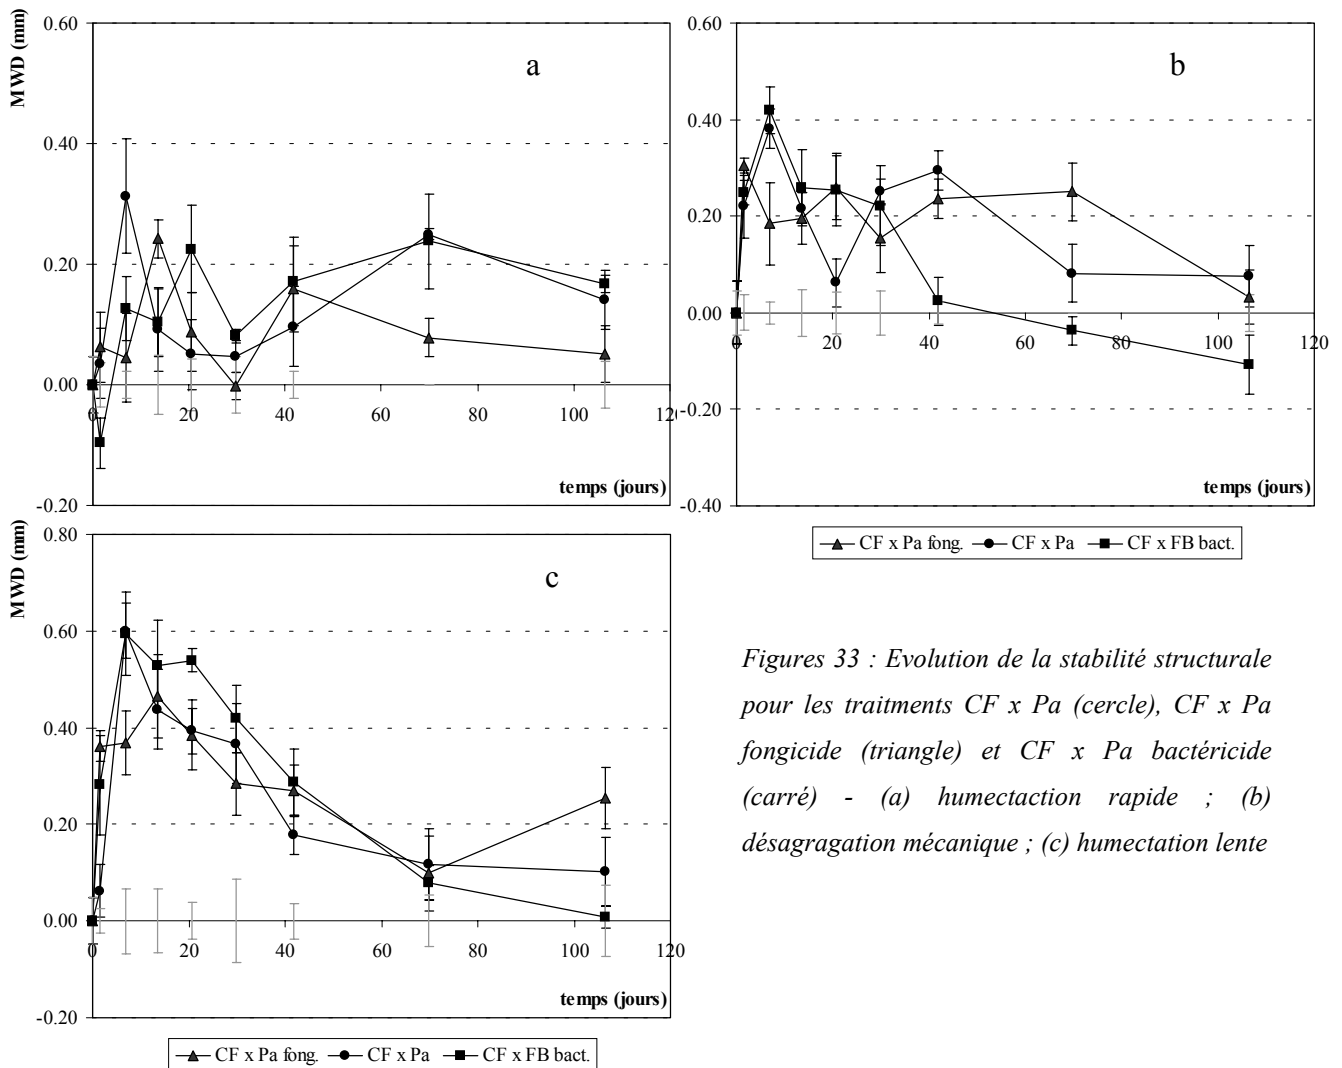 MWD (mm)
0.60
0.40
0.20
0.00
-0.20
0
20
40
60
80
100
12
a
temps (jours)
0.60
0.40
0.20
0.00
-0.20
-0.40
0
20
40
60
80
100
120
b
temps (jours)
CF x Pa fong.
CF x Pa
CF x FB bact.
MWD (mm)
0.80
0.60
0.40
0.20
0.00
-0.20
0
20
40
60
80
100
120
c
temps (jours)
CF x Pa fong.
CF x Pa
CF x FB bact.
Figures 33 : Evolution de la stabilité structurale
pour les traitements CF x Pa (cercle), CF x Pa
fongicide (triangle) et CF x Pa bactéricide
(carré) - (a) humectaction rapide ; (b)
désagragation mécanique ; (c) humectation lente